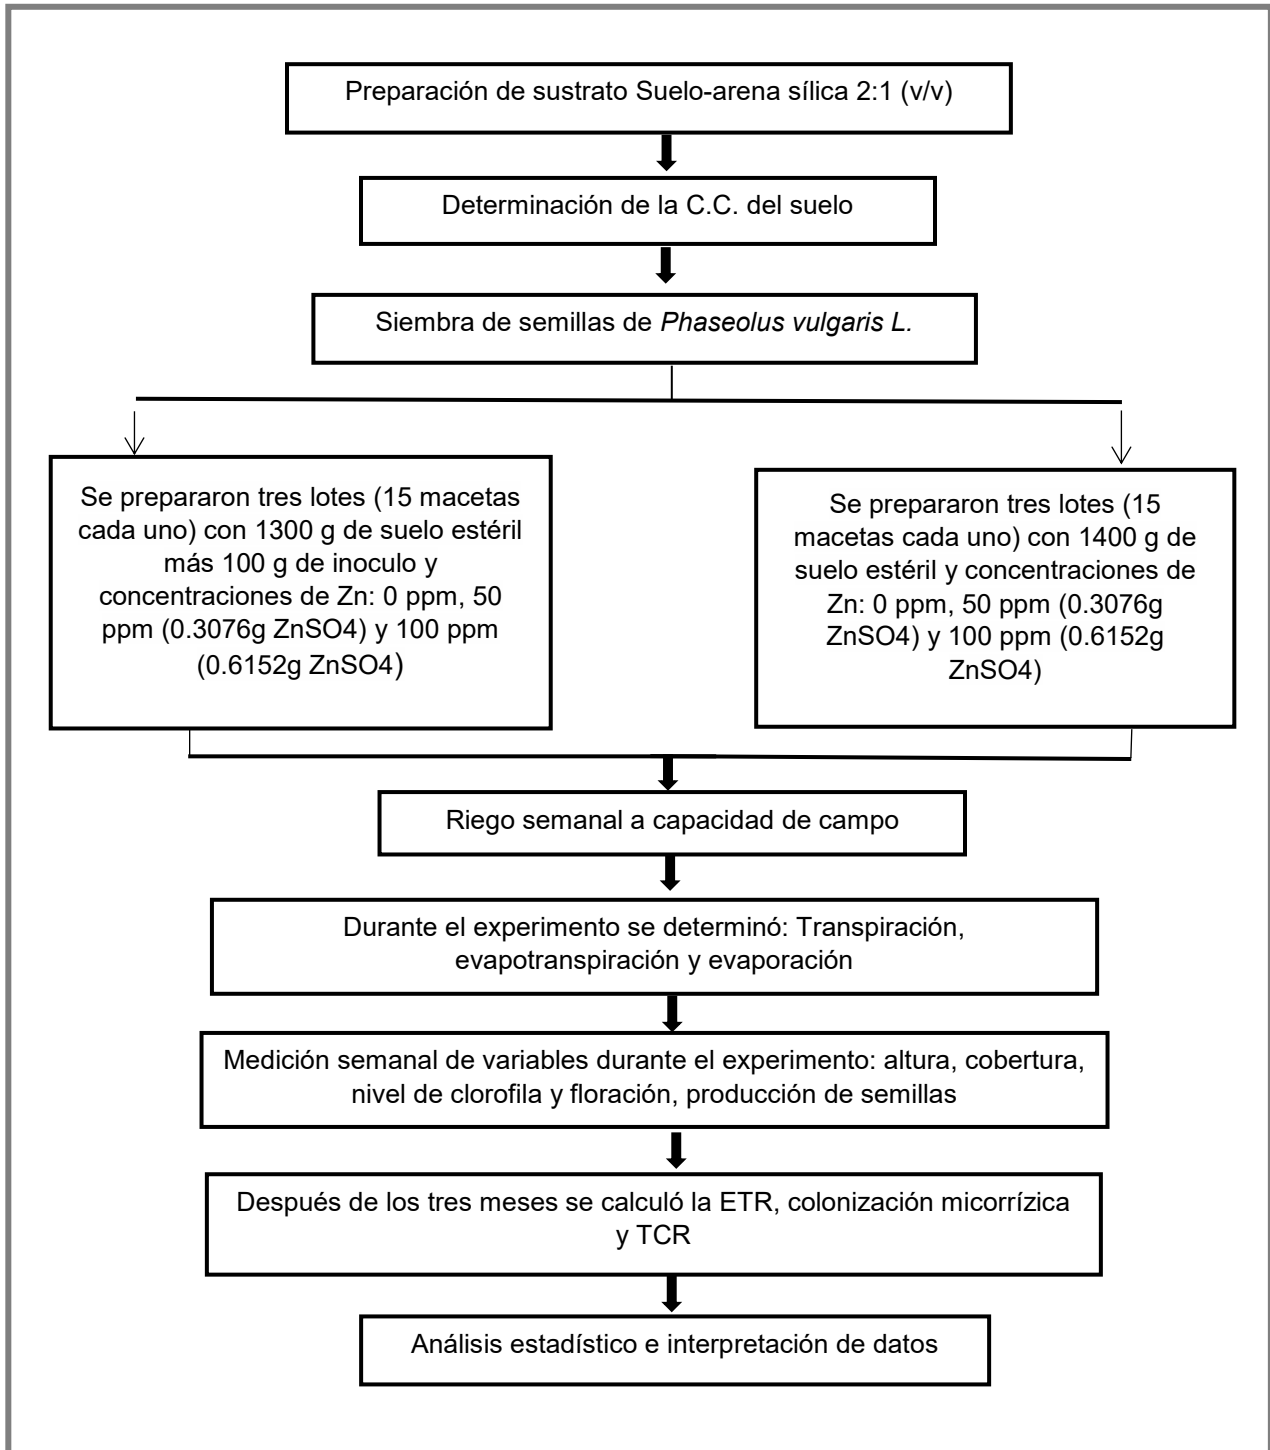 Preparación de sustrato Suelo-arena sílica 2:1 (v/v)
Determinación de la C.C. del suelo
Siembra de semillas de Phaseolus vulgaris L.
Se prepararon tres lotes (15 macetas
cada uno) con 1300 g de suelo estéril
más 100 g de inoculo y
concentraciones de Zn: 0 ppm, 50
ppm (0.3076g ZnSO4) y 100 ppm
(0.6152g ZnSO4)
Se prepararon tres lotes (15
macetas cada uno) con 1400 g de
suelo estéril y concentraciones de
Zn: 0 ppm, 50 ppm (0.3076g
ZnSO4) y 100 ppm (0.6152g
ZnSO4)
Riego semanal a capacidad de campo
Durante el experimento se determinó: Transpiración,
evapotranspiración y evaporación
Medición semanal de variables durante el experimento: altura, cobertura,
nivel de clorofila y floración, producción de semillas
Después de los tres meses se calculó la ETR, colonización micorrízica
y TCR
Análisis estadístico e interpretación de datos